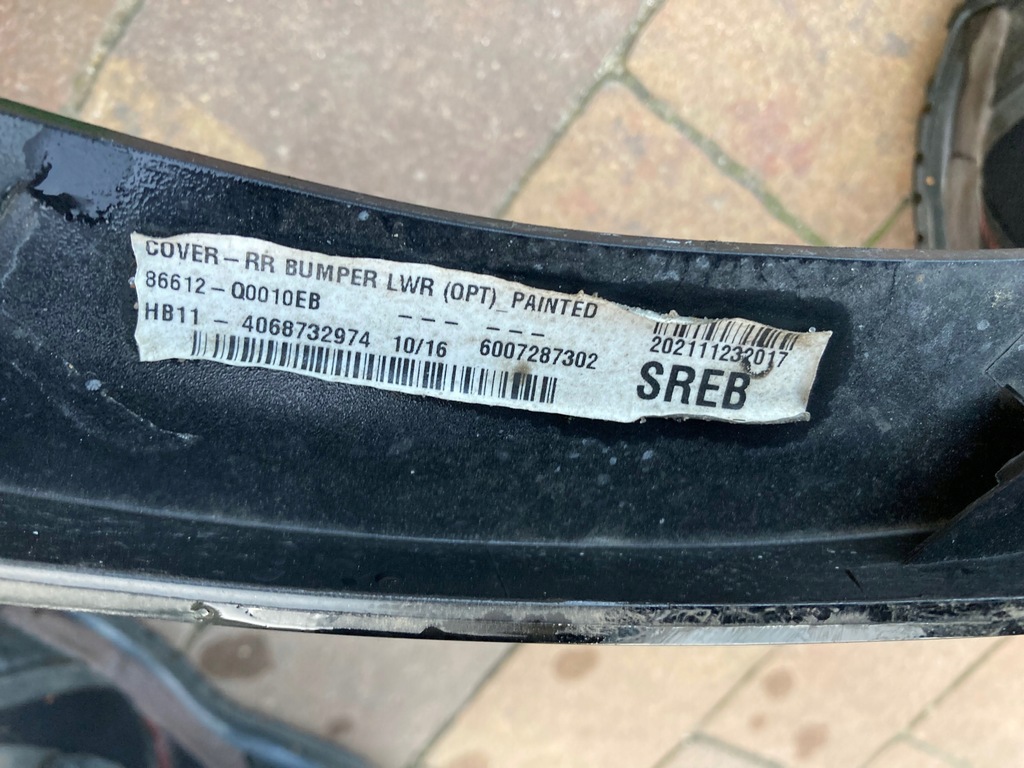 COVER-RR BUMPER LWR (OPT)_PAINTED
86612-Q0010EB --- ---
HB11 - 4068732974 10/16 6007287302
202111232017
SREB